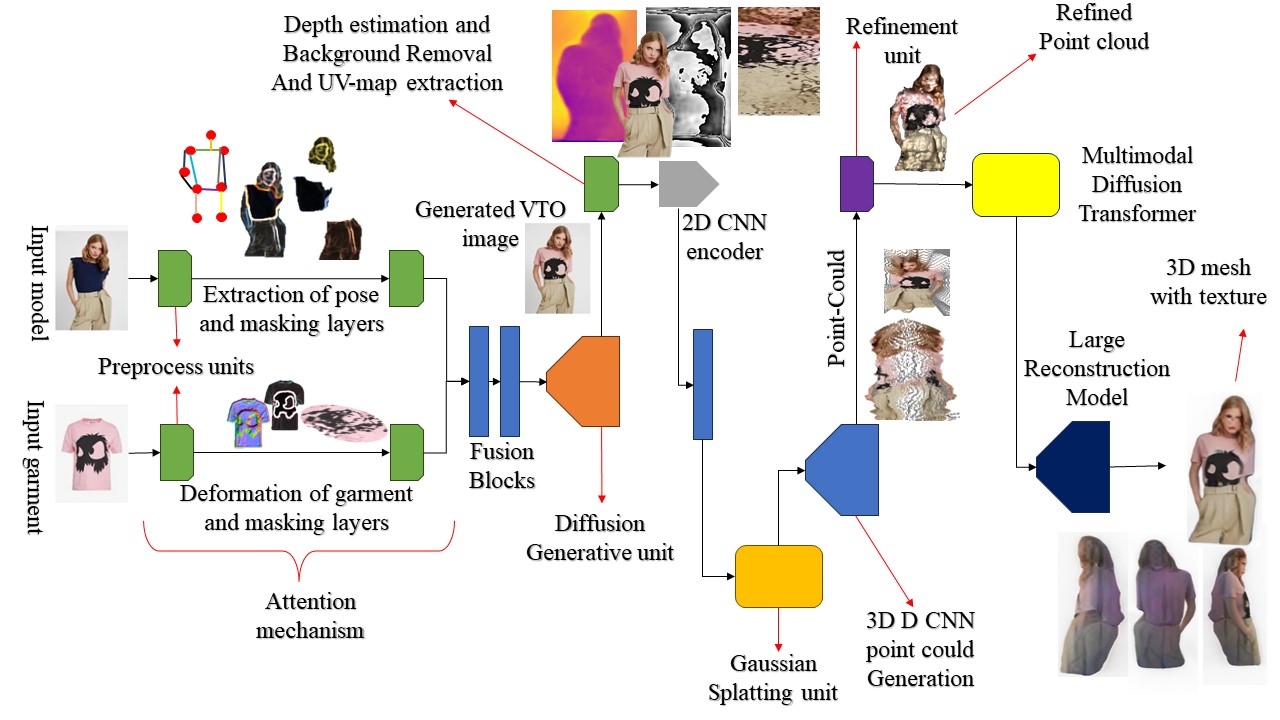 Depth estimation and
Background Removal
And UV-map extraction
Refinement
unit
Refined
Point cloud
Multimodal
Diffusion
Transformer
Generated VTO
image
2D CNN
encoder
Input model
Extraction of pose
and masking layers
Preprocess units
Input garment
Deformation of garment
and masking layers
Attention
mechanism
Fusion
Blocks
Diffusion
Generative unit
Point-Could
Gaussian
Splatting unit
3D D CNN
point could
Generation
Large
Reconstruction
Model
3D mesh
with texture